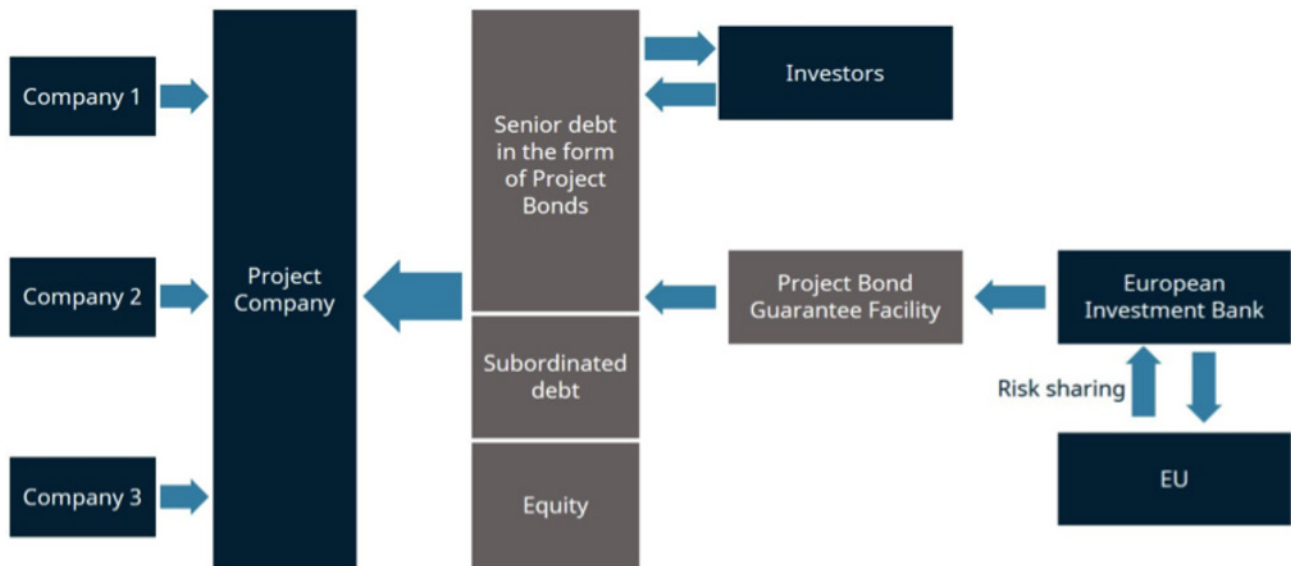 Company 1
Company 2
Company 3
Project
Company
Senior debt
in the form
of Project
Bonds
Subordinated
debt
Equity
Investors
Project Bond
Guarantee Facility
European
Investment Bank
Risk sharing
EU